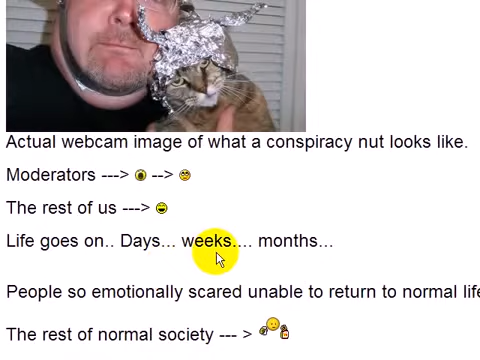 Actual webcam image of what a conspiracy nut looks like.
Moderators ---> -->
The rest of us --->
Life goes on.. Days... weeks.... months...
People so emotionally scared unable to return to normal life
The rest of normal society --- >